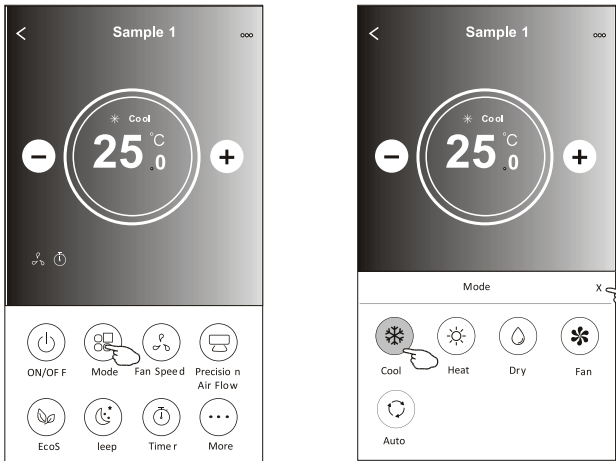 Sample 1
Cool
25.0 °C
ON/OF F
Mode
Fan Speed
Precisio n
Air Flow
EcoS
leep
Time r
More
Sample 1
Cool
25.0 °C
Mode
X
Cool
Heat
Dry
Fan
Auto